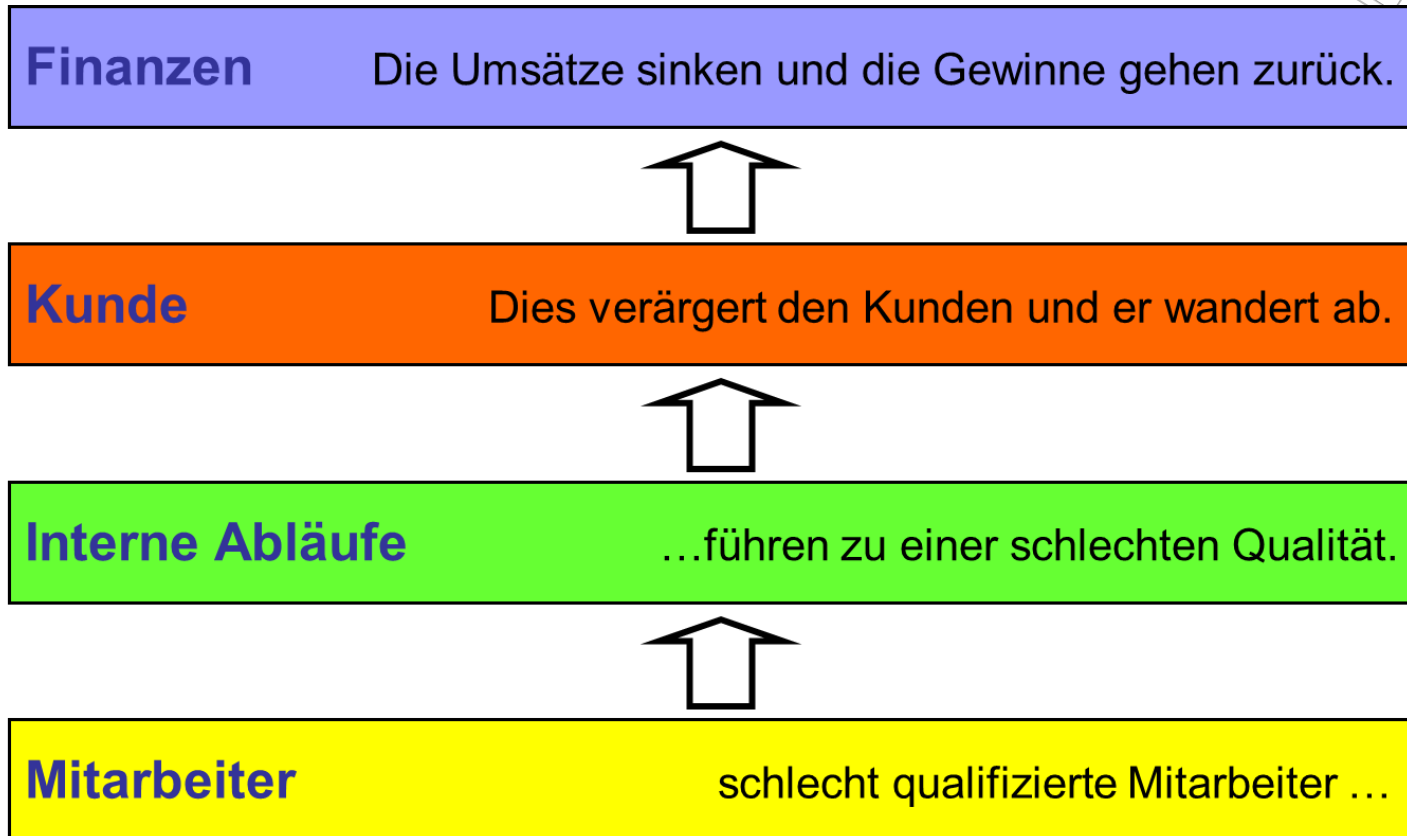 Finanzen Die Umsätze sinken und die Gewinne gehen zurück.
Kunde Dies verärgert den Kunden und er wandert ab.
Interne Abläufe …führen zu einer schlechten Qualität.
Mitarbeiter schlecht qualifizierte Mitarbeiter …